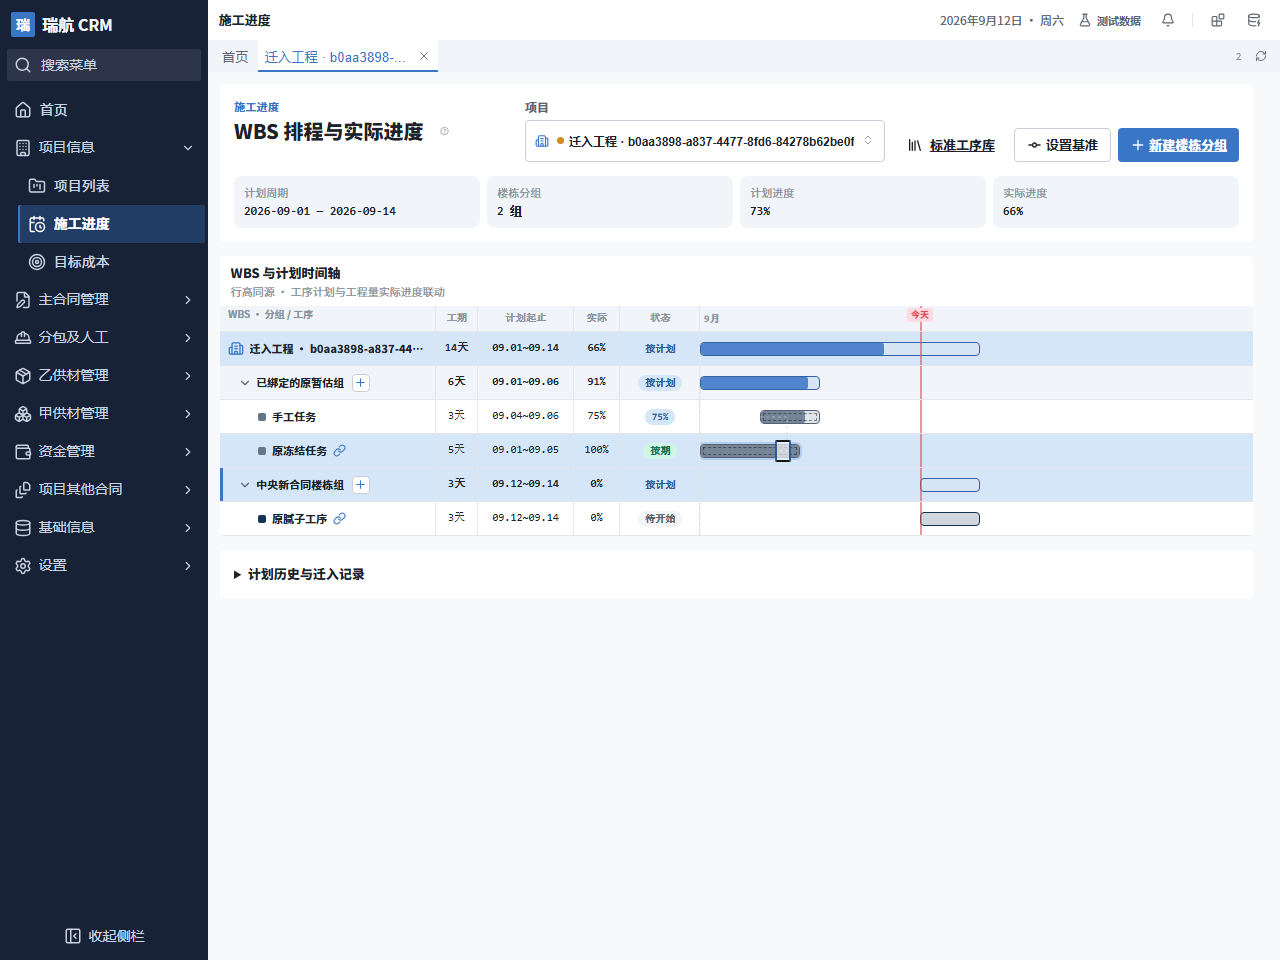 瑞 瑞航 CRM
搜索菜单
首页
项目信息
项目列表
施工进度
目标成本
主合同管理
分包及人工
乙供材管理
甲供材管理
资金管理
项目其他合同
基础信息
设置
收起侧栏
施工进度
2026年9月12日 · 周六 测试数据
首页 迁入工程 · b0aa3898-... 2
施工进度
WBS 排程与实际进度
项目
迁入工程 · b0aa3898-a837-4477-8fd6-84278b62be0f
标准工序库 设置基准 新建楼栋分组
计划周期
2026-09-01 — 2026-09-14
楼栋分组
2 组
计划进度
73%
实际进度
66%
WBS 与计划时间轴
行高同源 · 工序计划与工程量实际进度联动
WBS · 分组 / 工序 工期 计划起止 实际 状态 9月 今天
迁入工程 · b0aa3898-a837-44··· 14天 09.01~09.14 66% 按计划
已绑定的原暂估组 6天 09.01~09.06 91% 按计划
手工任务 3天 09.04~09.06 75% 75%
原冻结任务 5天 09.01~09.05 100% 按期
中央新合同楼栋组 3天 09.12~09.14 0% 按计划
原腻子工序 3天 09.12~09.14 0% 待开始
计划历史与迁入记录